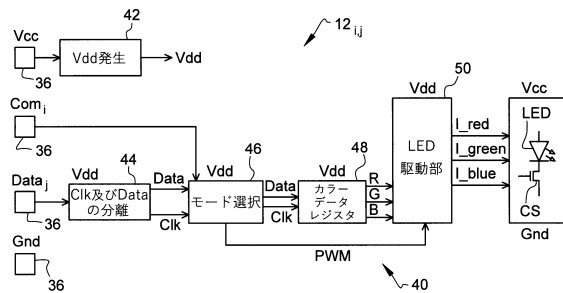 Vcc
36
42
Vdd発生
Vdd
12 i,j
Com i
36
Data j
36
Vdd
44
Clk及びData
の分離
Data
Clk
46
Vdd
モード選択
Data
Clk
Vdd
48
カラー
データ
レジスタ
R
G
B
PWM
Vdd
50
LED
駆動部
I_red
I_green
I_blue
Vcc
LED
CS
Gnd
Gnd
36
40